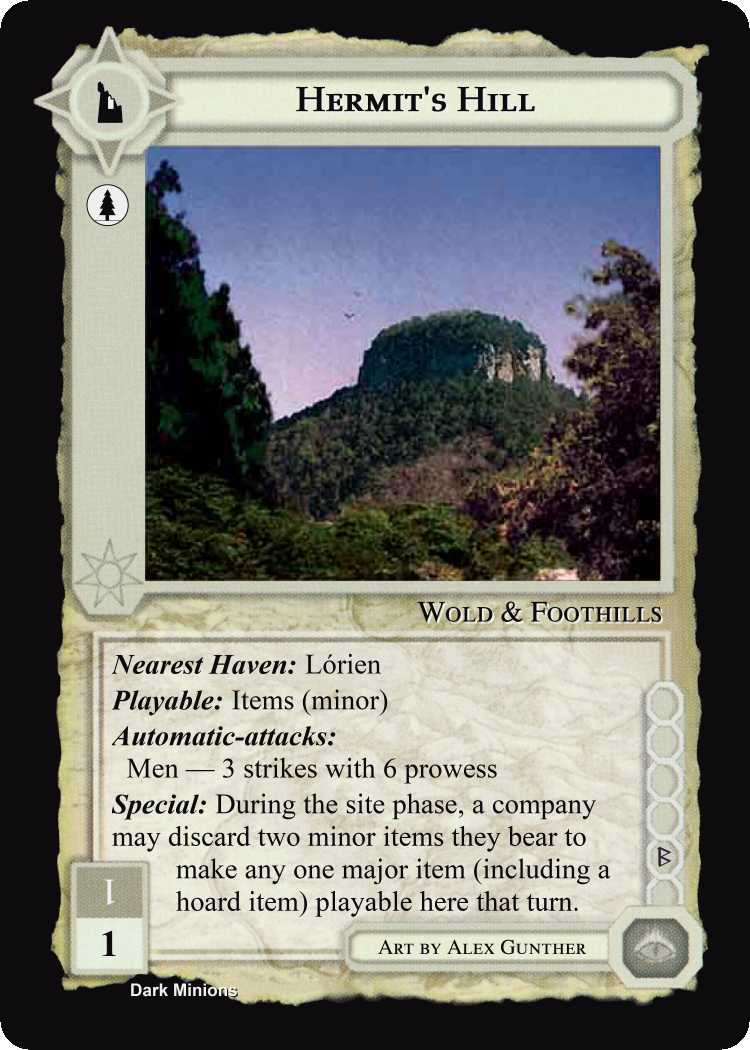 Hermit's Hill
Wold & Foothills
Nearest Haven: Lórien
Playable: Items (minor)
Automatic-attacks:
Men — 3 strikes with 6 prowess
Special: During the site phase, a company
may discard two minor items they bear to
make any one major item (including a
hoard item) playable here that turn.
1
1
Art by Alex Gunther
Dark Minions